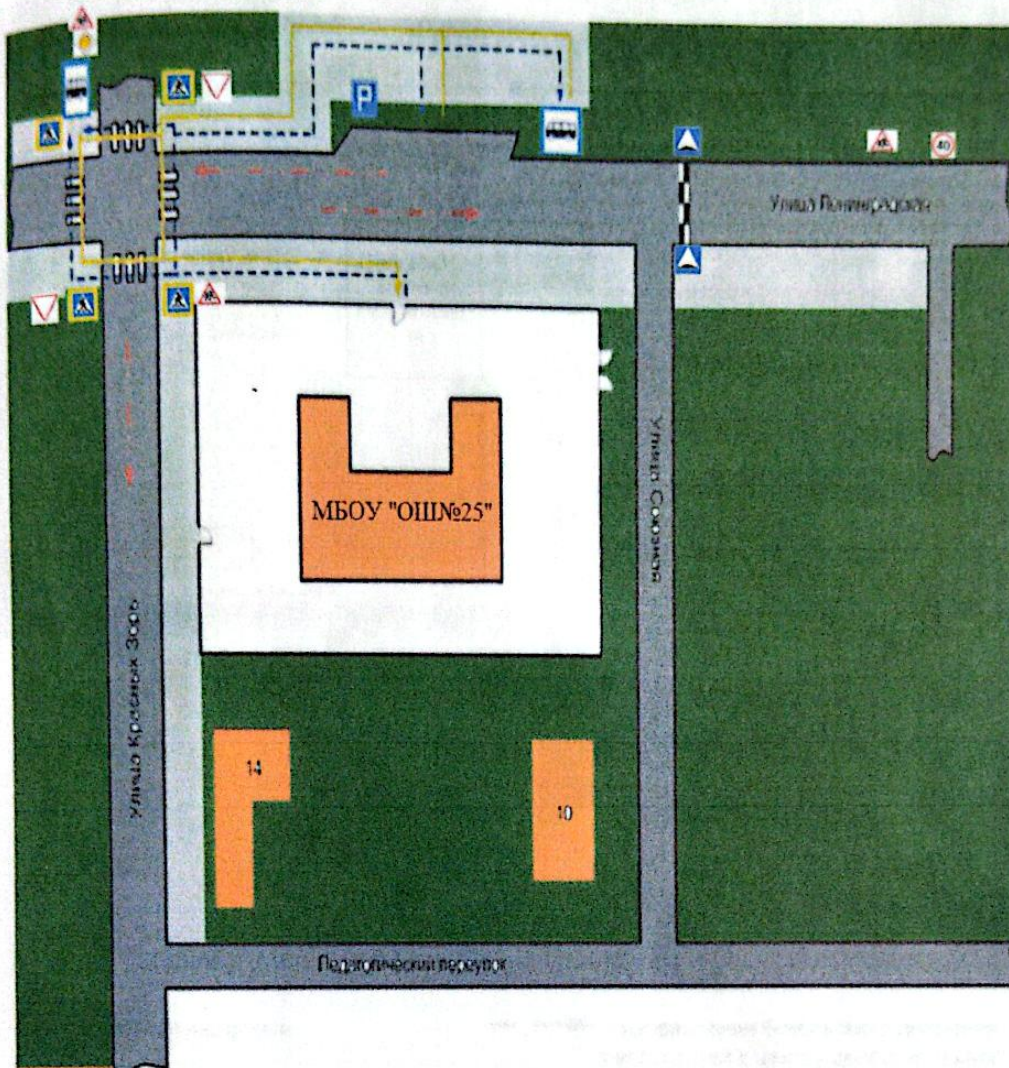 P
40
Улица Ленинградская
МБОУ "ОШ№25"
Улица Союзная
Улица Красных Зорь
14
10
Педагогический переулок